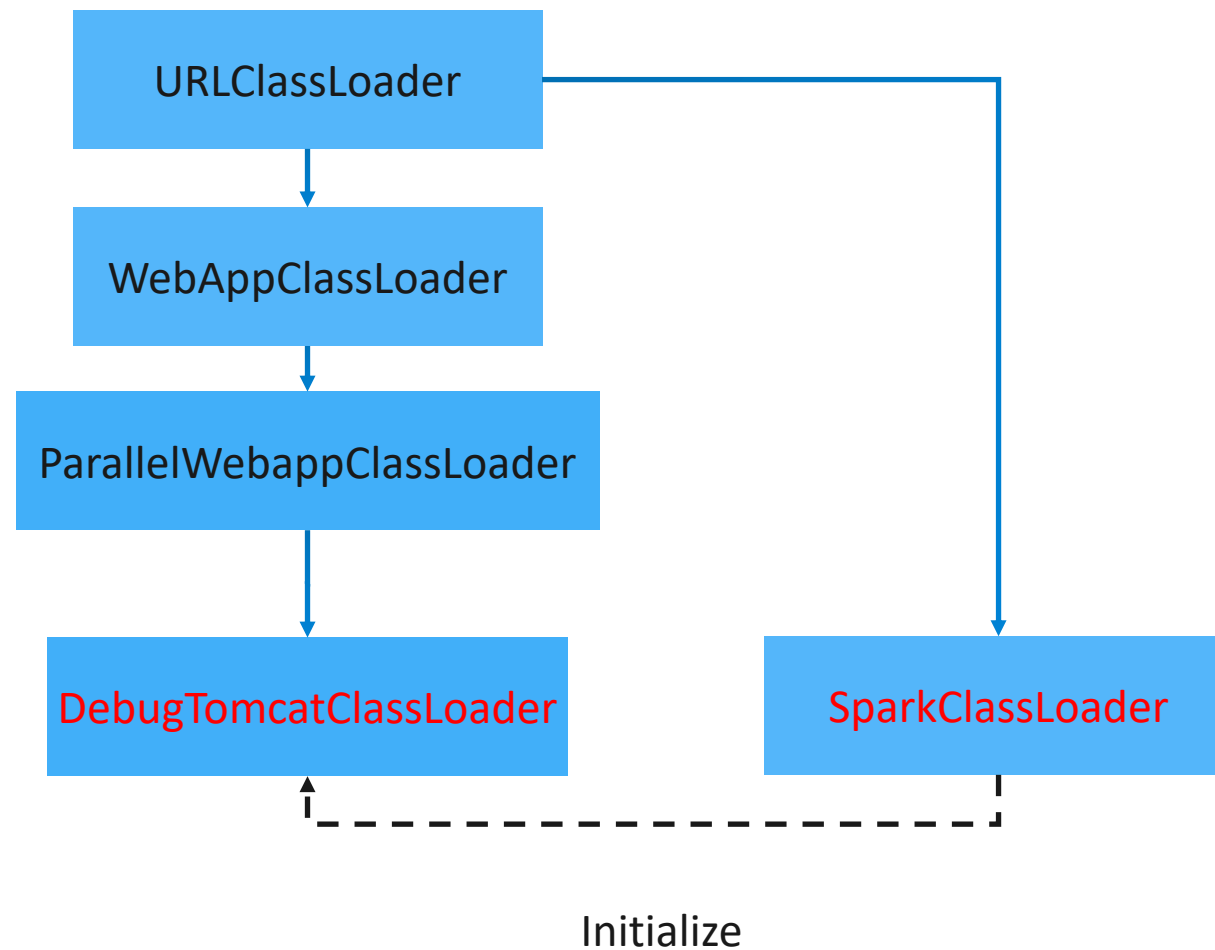 URLClassLoader
WebAppClassLoader
ParallelWebappClassLoader
DebugTomcatClassLoader
SparkClassLoader
Initialize